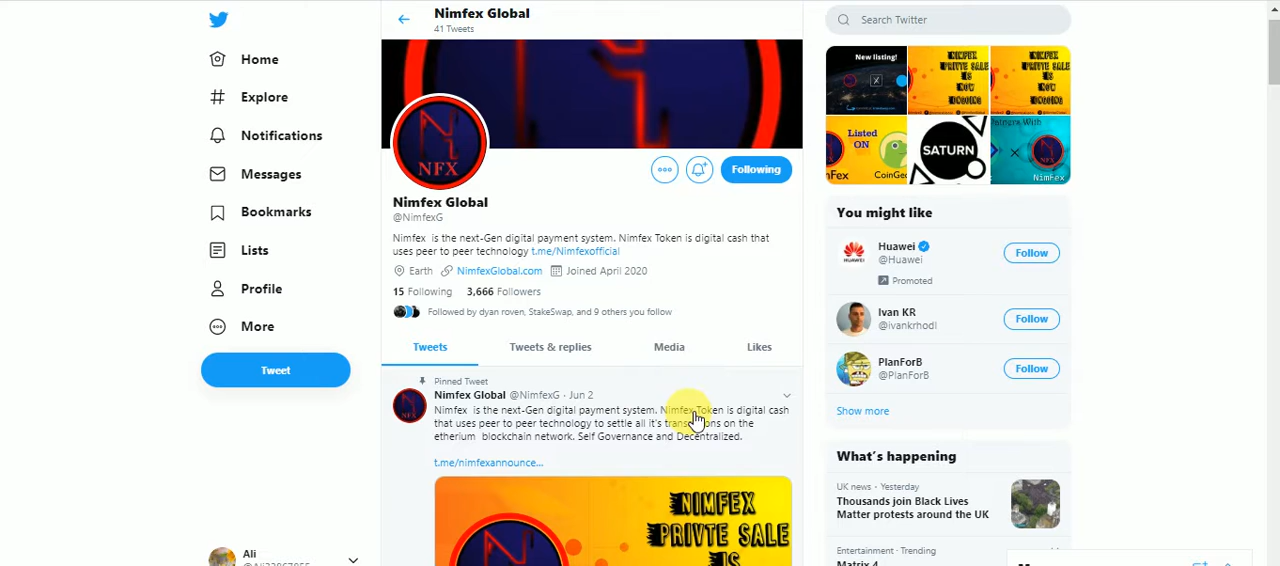 Nimfex Global
41 Tweets
Search Twitter
Home
Explore
Notifications
Messages
Bookmarks
Lists
Profile
More
Tweet
NFX
Following
Nimfex Global
@NimfexG
Nimfex is the next-Gen digital payment system. Nimfex Token is digital cash that
uses peer to peer technology t.me/Nimfexofficial
Earth NimfexGlobal.com Joined April 2020
15 Following 3,666 Followers
Followed by dyan roven, StakeSwap, and 9 others you follow
Tweets Tweets & replies Media Likes
Pinned Tweet
Nimfex Global @NimfexG · Jun 2
Nimfex is the next-Gen digital payment system. Nimfex Token is digital cash
that uses peer to peer technology to settle all it's on the
etherium blockchain network. Self Governance and Decentralized.
t.me/nimfexannounce...
NIMFEX
PRIVTE SALE
IS
New listing!
NIMFEX
PRIVTE SALE
IS
NOW
ONGOING
NIMFEX
PRIVTE SALE
IS
NOW
ONGOING
Listed
ON
CoinGe
SATURN
With
NimFex
You might like
Huawei
@Huawei
Promoted
Follow
Ivan KR
@ivankrhodl
Follow
PlanForB
@PlanForB
Follow
Show more
What's happening
UK news · Yesterday
Thousands join Black Lives
Matter protests around the UK
Entertainment · Trending
Matrix 4
Ali